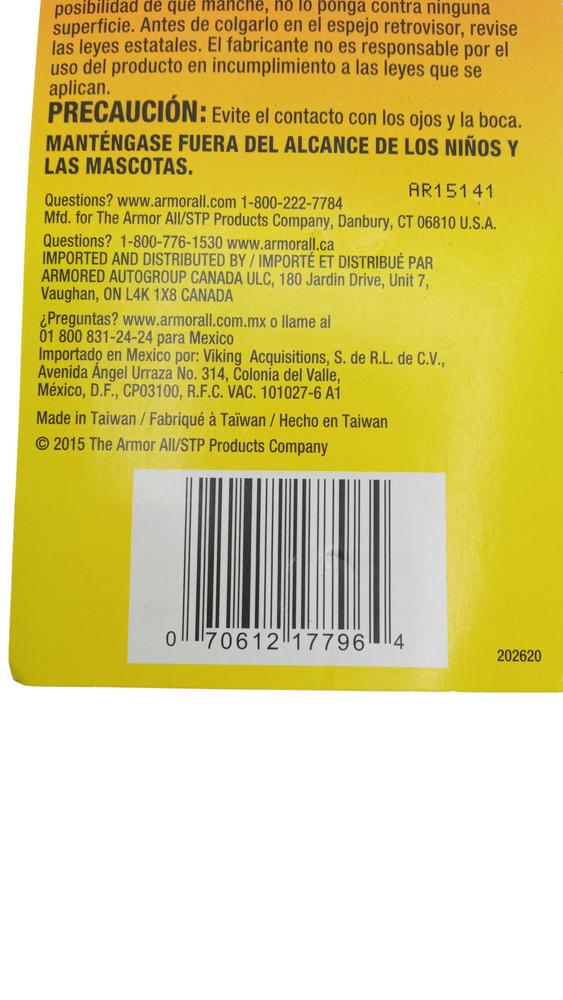 posibilidad de que manche, no lo ponga contra ninguna
superficie. Antes de colgarlo en el espejo retrovisor, revise
las leyes estatales. El fabricante no es responsable por el
uso del producto en incumplimiento a las leyes que se
aplican.
PRECAUCIÓN: Evite el contacto con los ojos y la boca.
MANTÉNGASE FUERA DEL ALCANCE DE LOS NIÑOS Y
LAS MASCOTAS.
AR15141
Questions? www.armorall.com 1-800-222-7784
Mfd. for The Armor All/STP Products Company, Danbury, CT 06810 U.S.A.
Questions? 1-800-776-1530 www.armorall.ca
IMPORTED AND DISTRIBUTED BY / IMPORTÉ ET DISTRIBUÉ PAR
ARMORED AUTOGROUP CANADA ULC, 180 Jardin Drive, Unit 7,
Vaughan, ON L4K 1X8 CANADA
¿Preguntas? www.armorall.com.mx o llame al
01 800 831-24-24 para Mexico
Importado en Mexico por: Viking Acquisitions, S. de R.L. de C.V.,
Avenida Ángel Urraza No. 314, Colonia del Valle,
México, D.F., CP03100, R.F.C. VAC. 101027-6 A1
Made in Taiwan / Fabriqué à Taïwan / Hecho en Taiwan
© 2015 The Armor All/STP Products Company
0 70612 17796 4
202620